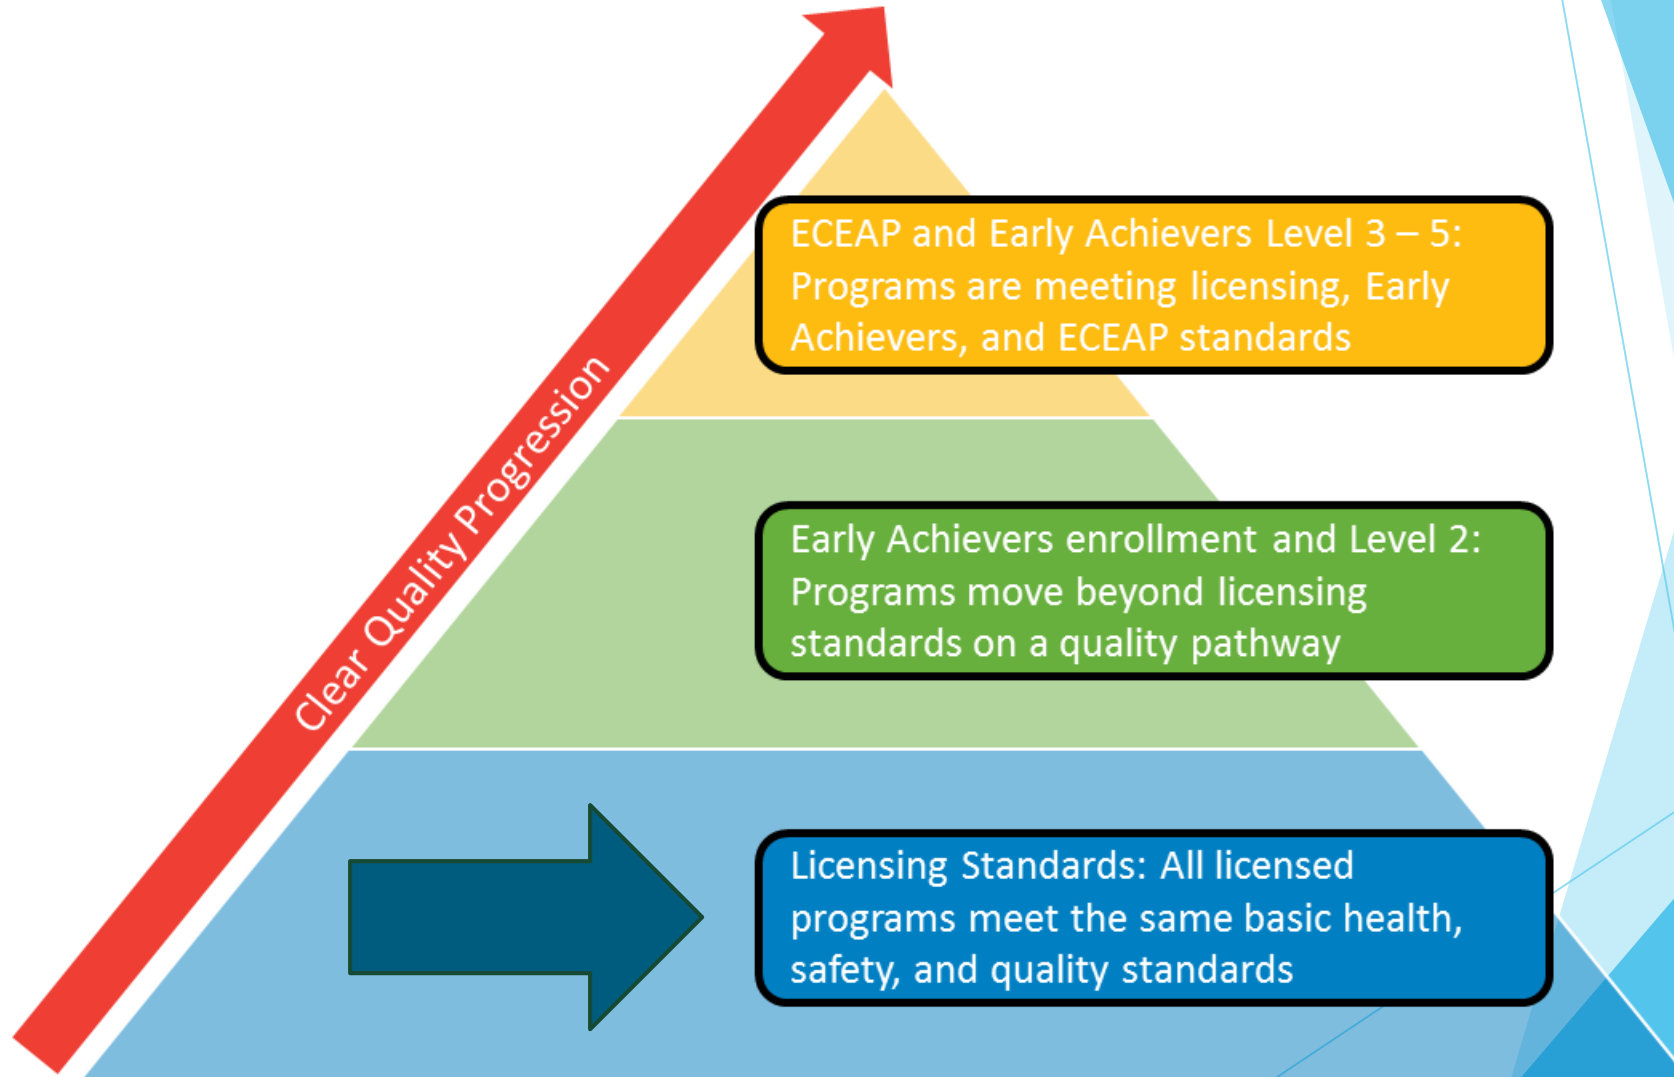 ECEAP and Early Achievers Level 3 – 5:
Programs are meeting licensing, Early
Achievers, and ECEAP standards
Clear Quality Progression
Early Achievers enrollment and Level 2:
Programs move beyond licensing
standards on a quality pathway
Licensing Standards: All licensed
programs meet the same basic health,
safety, and quality standards